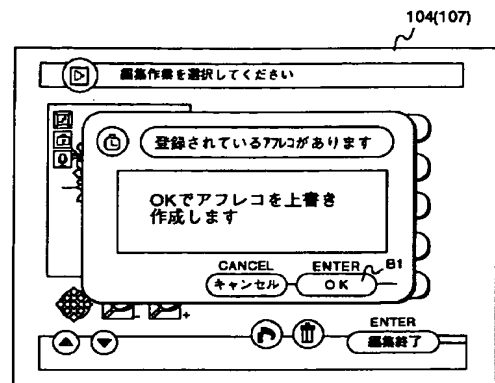 104(107)
編集作業を選択してください
登録されているアフレコがあります
OKでアフレコを上書き
作成します
CANCEL ENTER B1
キャンセル OK
ENTER
編集終了